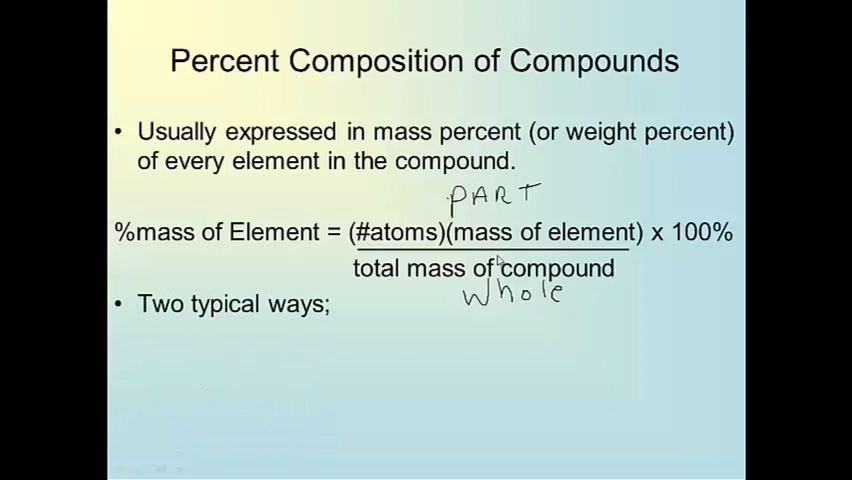 Percent Composition of Compounds
• Usually expressed in mass percent (or weight percent)
of every element in the compound.
PART
%mass of Element = (#atoms)(mass of element) x 100%
total mass of compound
whole
• Two typical ways;